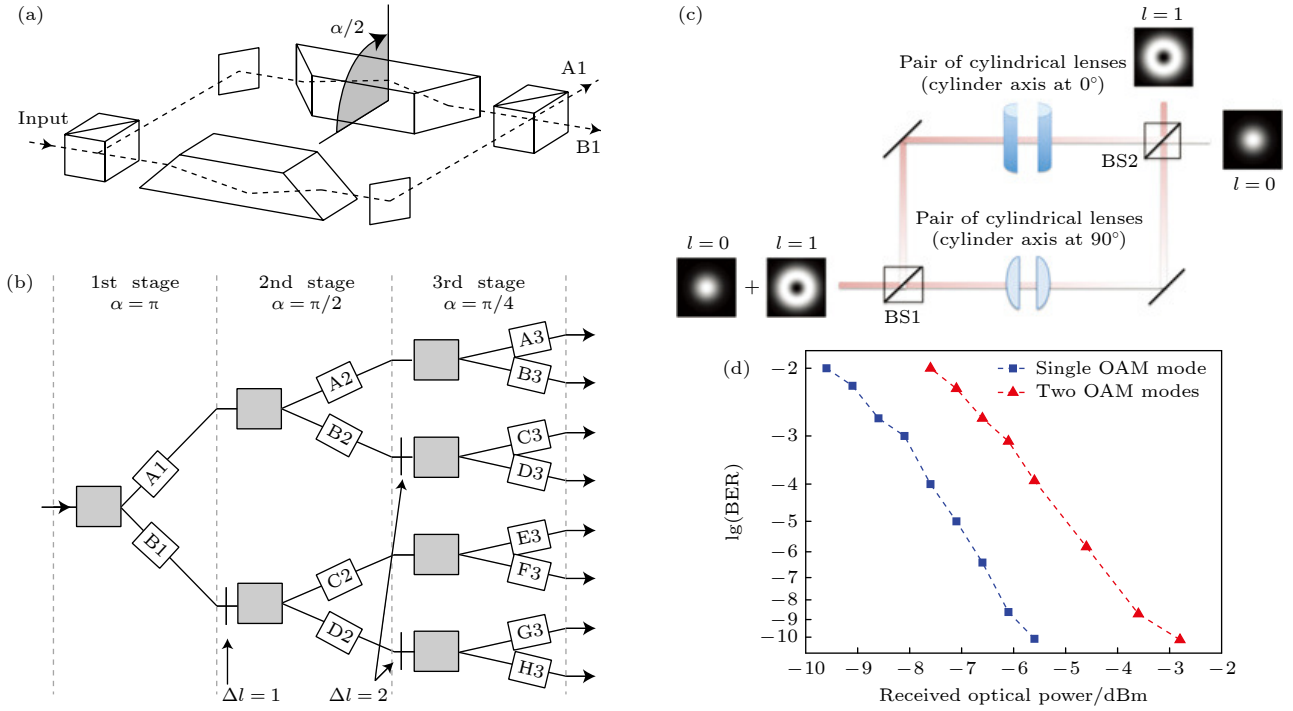 (a)
α/2
Input
A1
B1
(b)
1st stage
α = π
2nd stage
α = π/2
3rd stage
α = π/4
A1
B1
A2
B2
C2
D2
A3
B3
C3
D3
E3
F3
G3
H3
Δl = 1
Δl = 2
(c)
l = 1
Pair of cylindrical lenses
(cylinder axis at 0°)
BS2
l = 0
Pair of cylindrical lenses
(cylinder axis at 90°)
l = 0
l = 1
+
BS1
(d)
Single OAM mode
Two OAM modes
lg(BER)
−2
−3
−4
−5
−6
−7
−8
−9
−10
−10 −9 −8 −7 −6 −5 −4 −3 −2
Received optical power/dBm